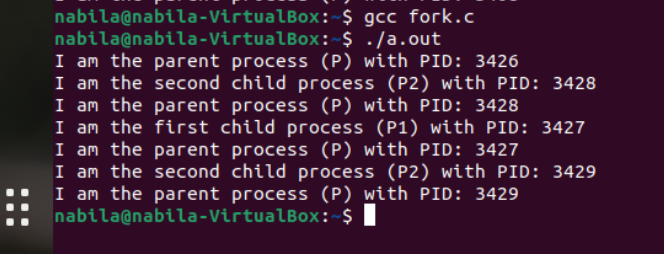 nabila@nabila-VirtualBox:~$ gcc fork.c
nabila@nabila-VirtualBox:~$ ./a.out
I am the parent process (P) with PID: 3426
I am the second child process (P2) with PID: 3428
I am the parent process (P) with PID: 3428
I am the first child process (P1) with PID: 3427
I am the parent process (P) with PID: 3427
I am the second child process (P2) with PID: 3429
I am the parent process (P) with PID: 3429
nabila@nabila-VirtualBox:~$